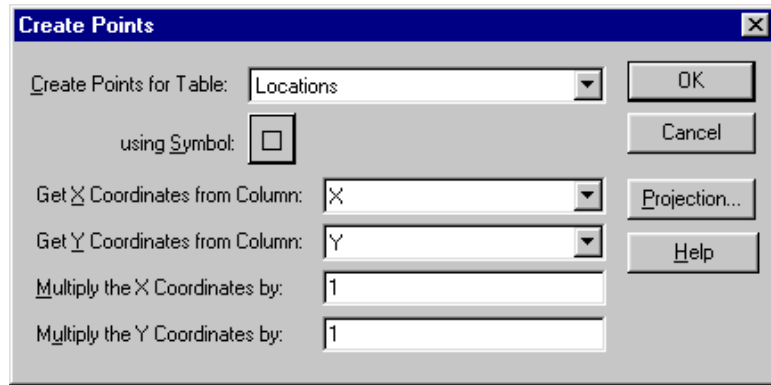 Create Points
Create Points for Table: Locations
OK
using Symbol:
Cancel
Get X Coordinates from Column: X
Projection...
Get Y Coordinates from Column: Y
Help
Multiply the X Coordinates by: 1
Multiply the Y Coordinates by: 1